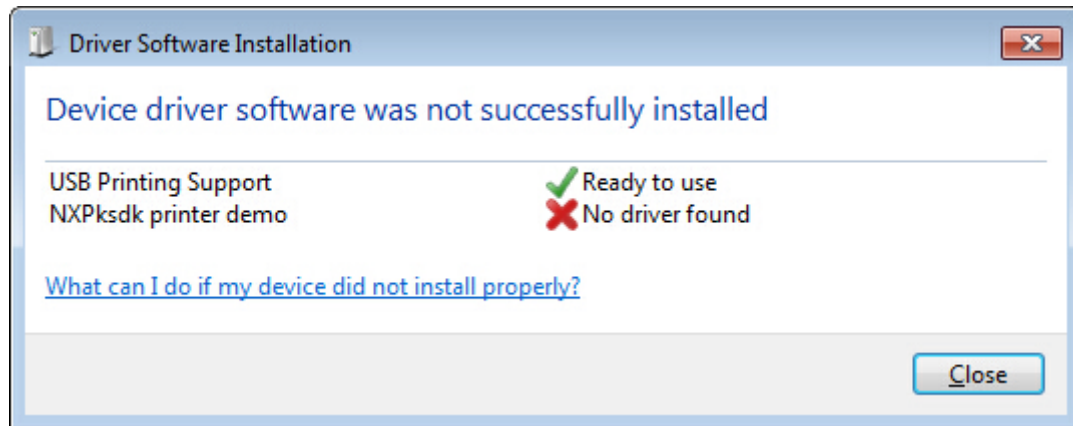 Driver Software Installation
Device driver software was not successfully installed
USB Printing Support Ready to use
NXPksdk printer demo No driver found
What can I do if my device did not install properly?
Close